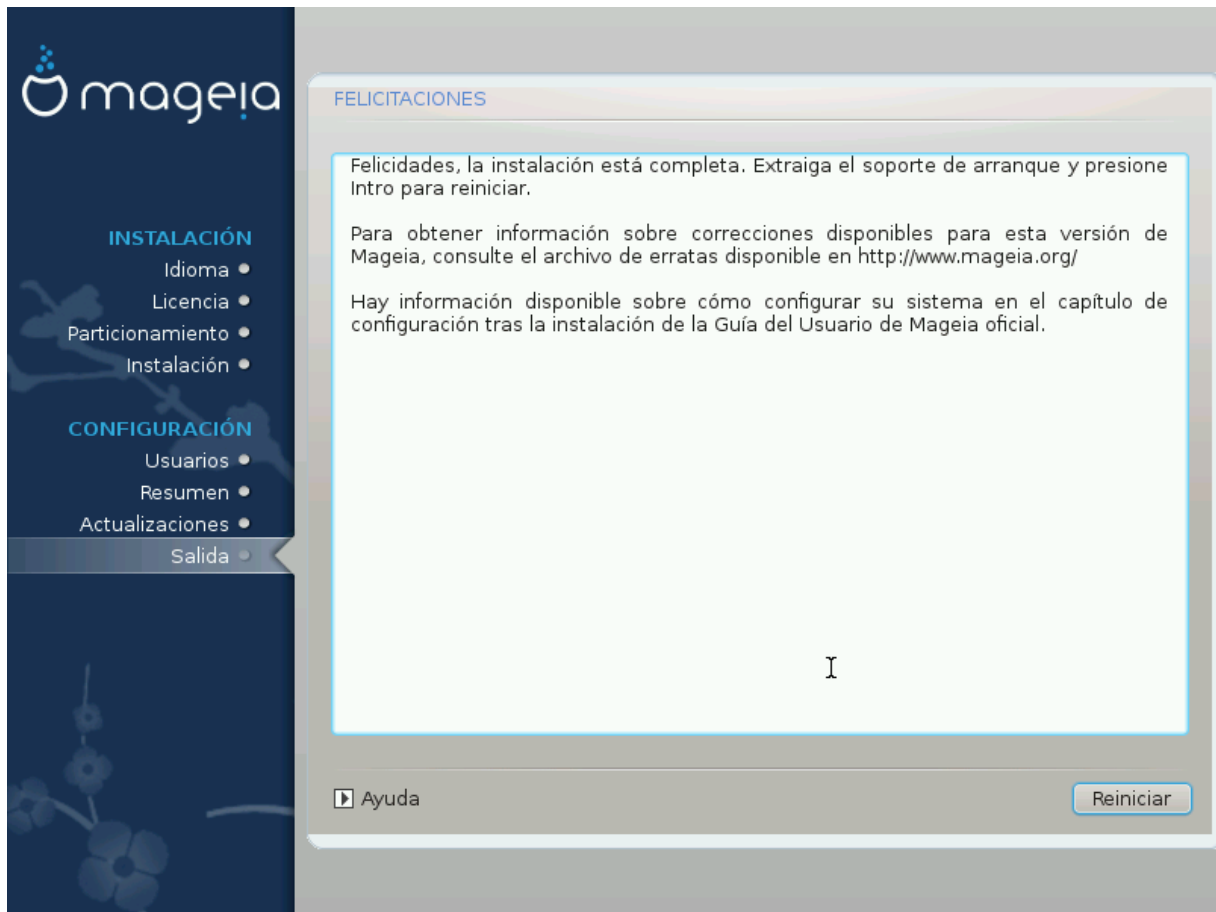 mageia
INSTALACIÓN
Idioma
Licencia
Particionamiento
Instalación
CONFIGURACIÓN
Usuarios
Resumen
Actualizaciones
Salida
FELICITACIONES
Felicidades, la instalación está completa. Extraiga el soporte de arranque y presione
Intro para reiniciar.
Para obtener información sobre correcciones disponibles para esta versión de
Mageia, consulte el archivo de erratas disponible en http://www.mageia.org/
Hay información disponible sobre cómo configurar su sistema en el capítulo de
configuración tras la instalación de la Guía del Usuario de Mageia oficial.
Ayuda
Reiniciar